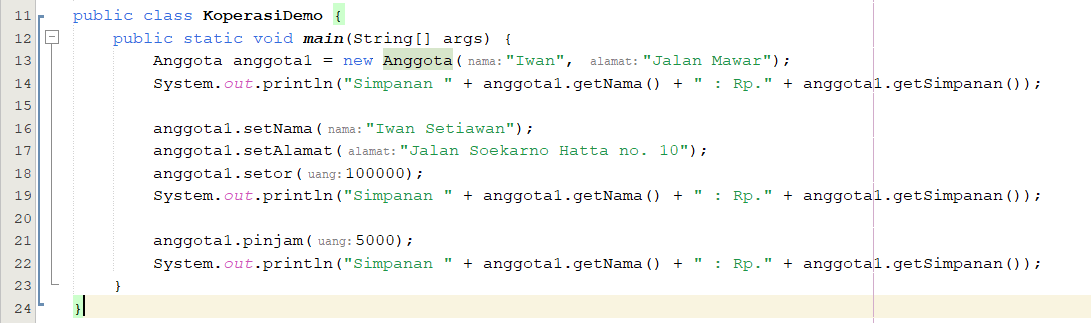 11 public class KoperasiDemo {
12 public static void main(String[] args) {
13 Anggota anggota1 = new Anggota( nama: "Iwan", alamat: "Jalan Mawar");
14 System.out.println("Simpanan " + anggota1.getNama() + " : Rp." + anggota1.getSimpanan());
15
16 anggota1.setNama( nama: "Iwan Setiawan");
17 anggota1.setAlamat( alamat: "Jalan Soekarno Hatta no. 10");
18 anggota1.setor( uang: 100000);
19 System.out.println("Simpanan " + anggota1.getNama() + " : Rp." + anggota1.getSimpanan());
20
21 anggota1.pinjam( uang: 5000);
22 System.out.println("Simpanan " + anggota1.getNama() + " : Rp." + anggota1.getSimpanan());
23 }
24 }